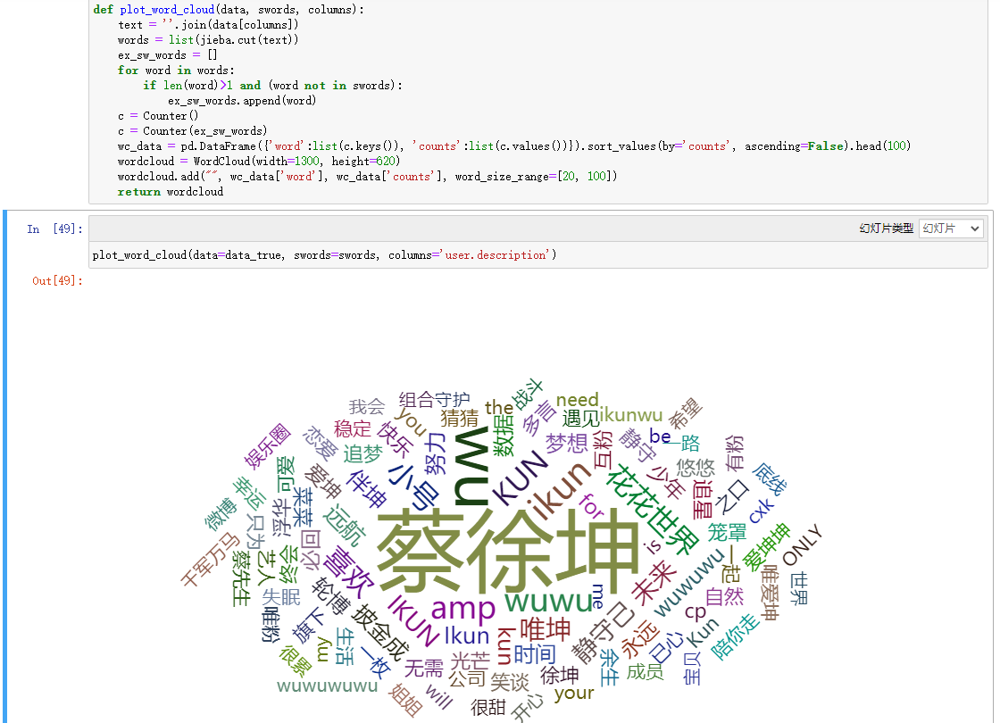 def plot_word_cloud(data, swords, columns):
text = ''.join(data[columns])
words = list(jieba.cut(text))
ex_sw_words = []
for word in words:
if len(word)>1 and (word not in swords):
ex_sw_words.append(word)
c = Counter()
c = Counter(ex_sw_words)
wc_data = pd.DataFrame({'word':list(c.keys()), 'counts':list(c.values())}).sort_values(by='counts', ascending=False).head(100)
wordcloud = WordCloud(width=1300, height=620)
wordcloud.add("", wc_data['word'], wc_data['counts'], word_size_range=[20, 100])
return wordcloud
幻灯片类型 幻灯片
In [49]:
plot_word_cloud(data=data_true, swords=swords, columns='user.description')
Out[49]:
战斗
我会
组合
守护
the
need
多言
遇见
ikunwu
希望
you
猜猜
稳定
快乐
数据
娱乐圈
恋爱
追梦
努力
wu
梦想
互粉
静守
be
一路
有粉
可爱
爱坤
伴坤
小号
KUN
ikun
花花世界
少年
悠悠
追星
之口
底线
cxk
幸运
微博
只为
浮华
菜菜
远航
蔡徐坤
for
is
笼罩
爱坤坤
ONLY
千军万马
蔡先生
艺人
终会
必回
喜欢
未来
wuwuwu
一起
唯爱坤
世界
失眠
轮博
IKUN
amp
wuwu
me
自然
唯粉
旗下
披金成
Ikun
kun
唯坤
静守己
永远
cp
己心
Kun
陪你走
很累
my
生活
一枚
无需
光芒
时间
余生
成员
宝贝
公司
笑谈
徐坤
wuwuwuwu
姐姐
will
很甜
开心
your